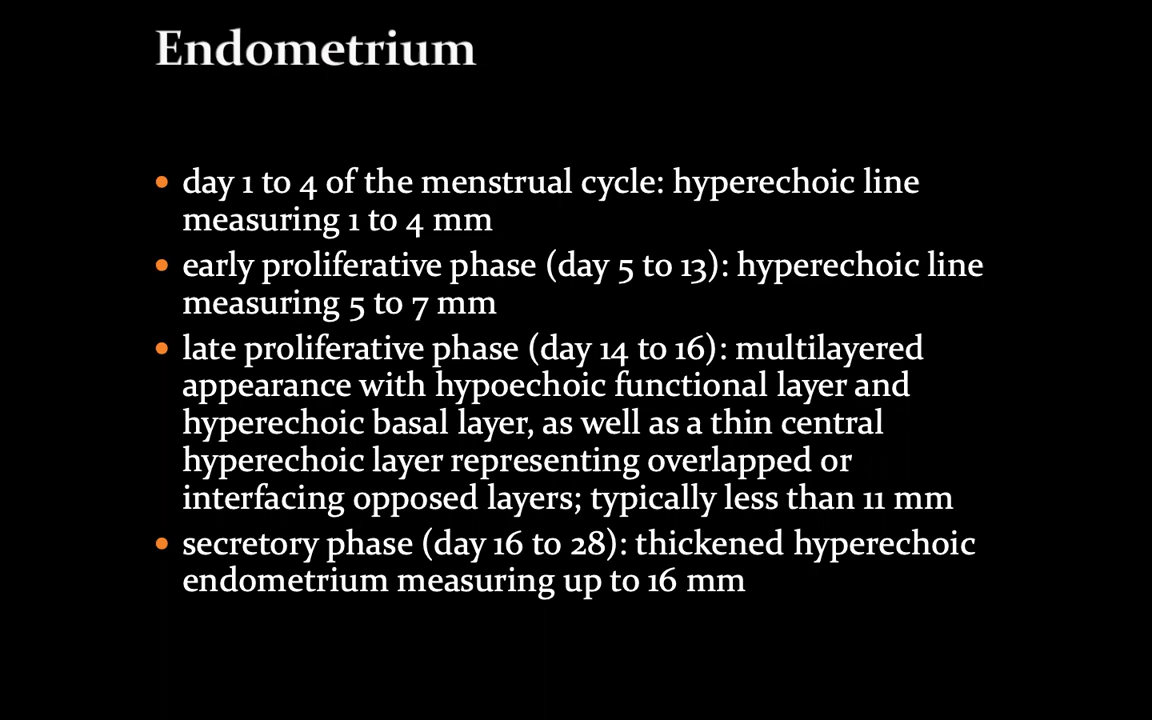 Endometrium
• day 1 to 4 of the menstrual cycle: hyperechoic line
measuring 1 to 4 mm
• early proliferative phase (day 5 to 13): hyperechoic line
measuring 5 to 7 mm
• late proliferative phase (day 14 to 16): multilayered
appearance with hypoechoic functional layer and
hyperechoic basal layer, as well as a thin central
hyperechoic layer representing overlapped or
interfacing opposed layers; typically less than 11 mm
• secretory phase (day 16 to 28): thickened hyperechoic
endometrium measuring up to 16 mm